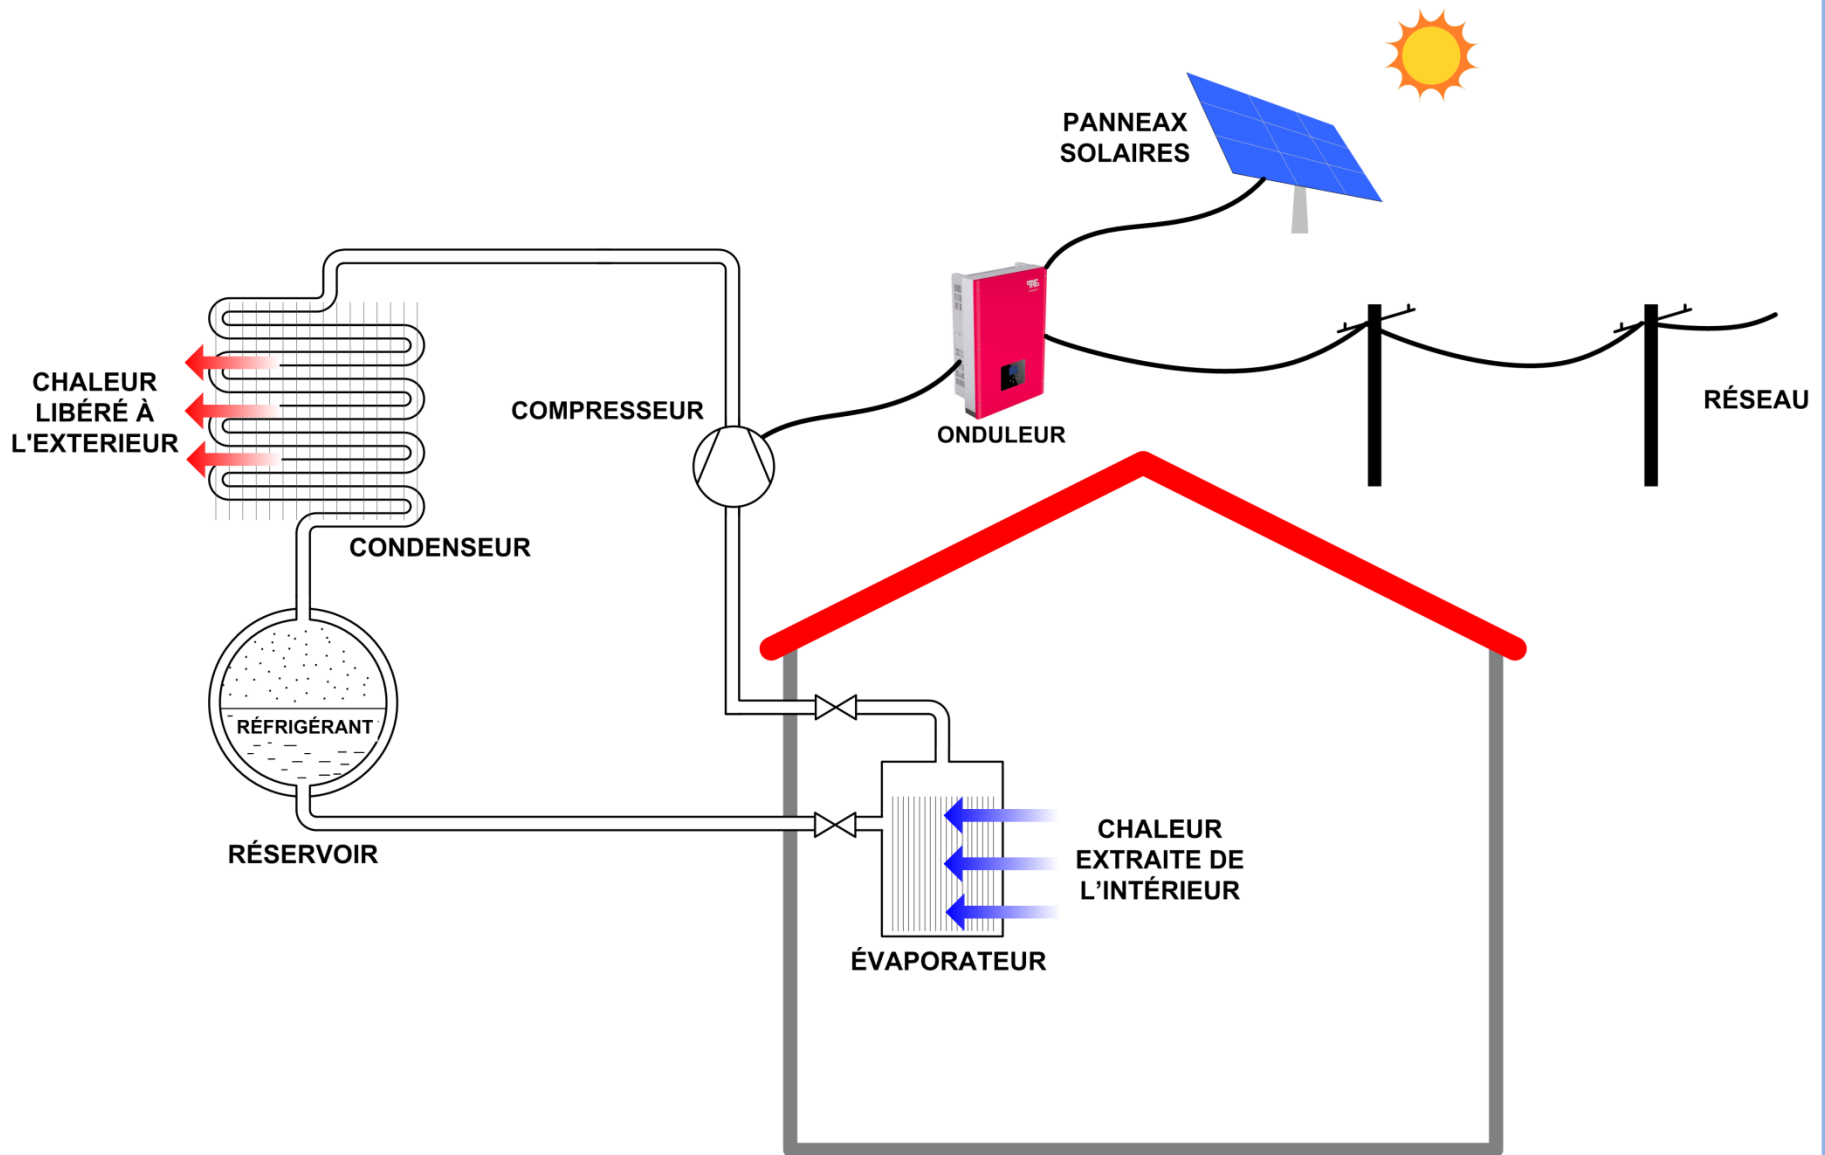 PANNEAX
SOLAIRES
CHALEUR
LIBÉRÉ À
L'EXTERIEUR
COMPRESSEUR
ONDULEUR
RÉSEAU
CONDENSEUR
RÉFRIGÉRANT
RÉSERVOIR
CHALEUR
EXTRAITE DE
L’INTÉRIEUR
ÉVAPORATEUR